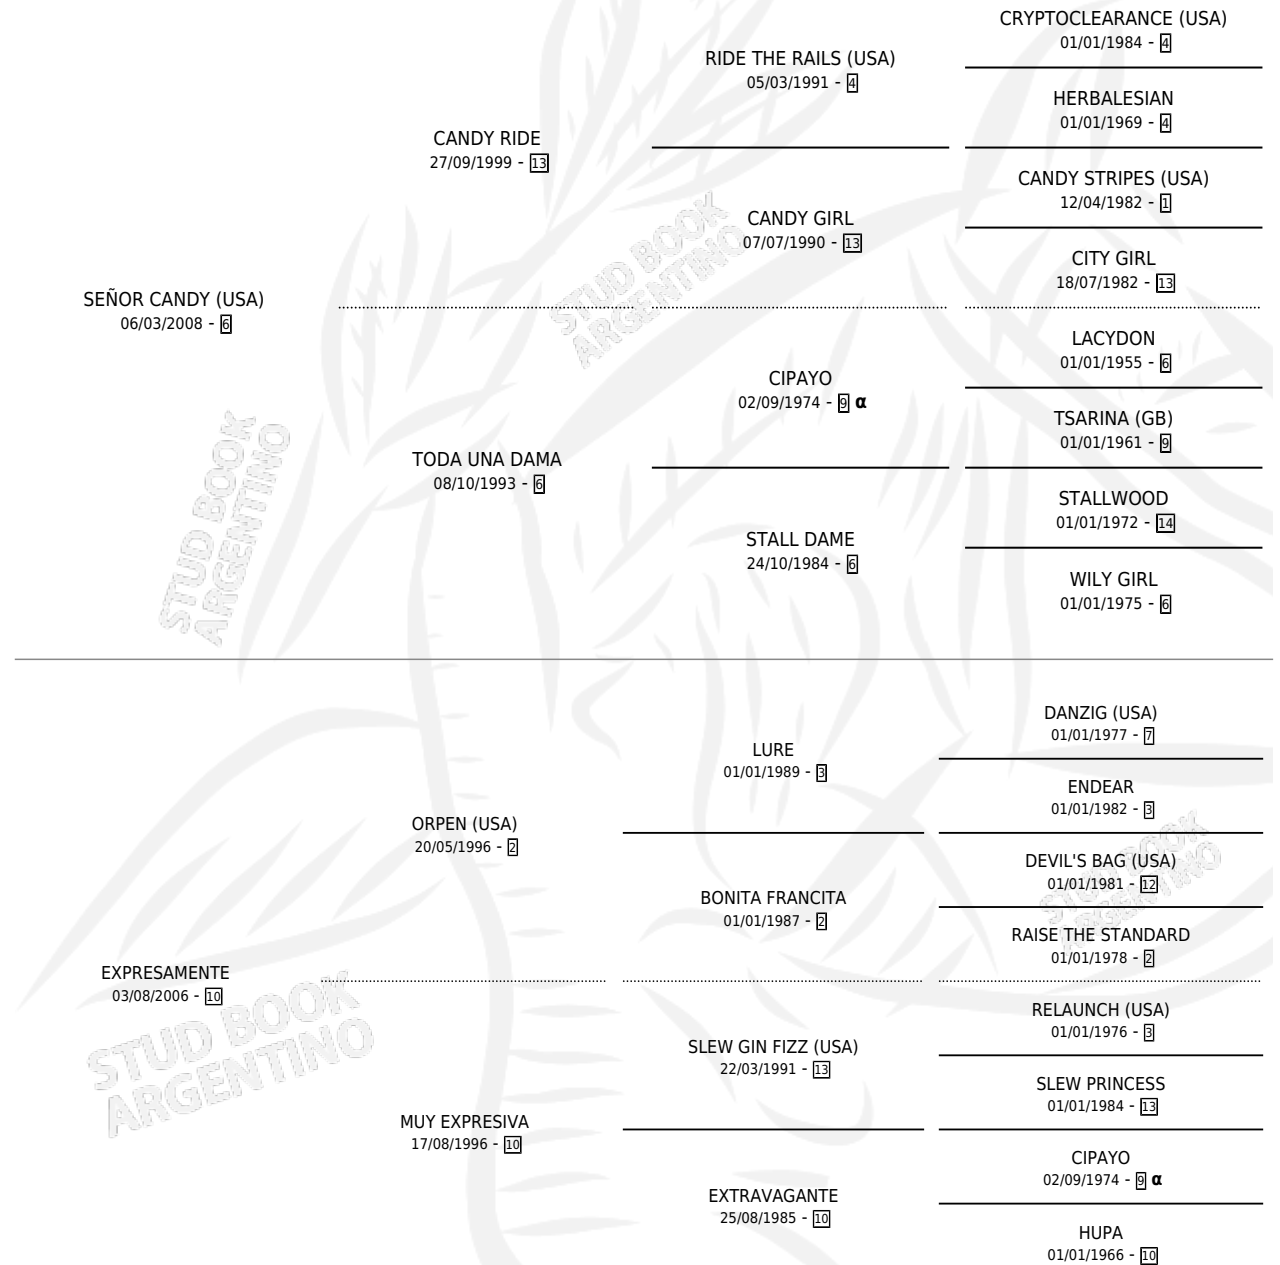 CRYPTOCLEARANCE (USA)
01/01/1984 - 4
RIDE THE RAILS (USA)
05/03/1991 - 4
HERBALESIAN
01/01/1969 - 4
CANDY RIDE
27/09/1999 - 13
CANDY STRIPES (USA)
12/04/1982 - 1
CANDY GIRL
07/07/1990 - 13
CITY GIRL
18/07/1982 - 13
SEÑOR CANDY (USA)
06/03/2008 - 6
LACYDON
01/01/1955 - 6
CIPAYO
02/09/1974 - 9 α
TSARINA (GB)
01/01/1961 - 9
TODA UNA DAMA
08/10/1993 - 6
STALLWOOD
01/01/1972 - 14
STALL DAME
24/10/1984 - 6
WILY GIRL
01/01/1975 - 6
STUD BOOK
ARGENTINO
STUD BOOK
ARGENTINO
DANZIG (USA)
01/01/1977 - 7
LURE
01/01/1989 - 3
ENDEAR
01/01/1982 - 3
ORPEN (USA)
20/05/1996 - 2
DEVIL'S BAG (USA)
01/01/1981 - 12
BONITA FRANCITA
01/01/1987 - 2
RAISE THE STANDARD
01/01/1978 - 2
EXPRESAMENTE
03/08/2006 - 10
RELAUNCH (USA)
01/01/1976 - 3
SLEW GIN FIZZ (USA)
22/03/1991 - 13
SLEW PRINCESS
01/01/1984 - 13
MUY EXPRESIVA
17/08/1996 - 10
CIPAYO
02/09/1974 - 9 α
EXTRAVAGANTE
25/08/1985 - 10
HUPA
01/01/1966 - 10
STUD BOOK
ARGENTINO
STUD BOOK
ARGENTINO